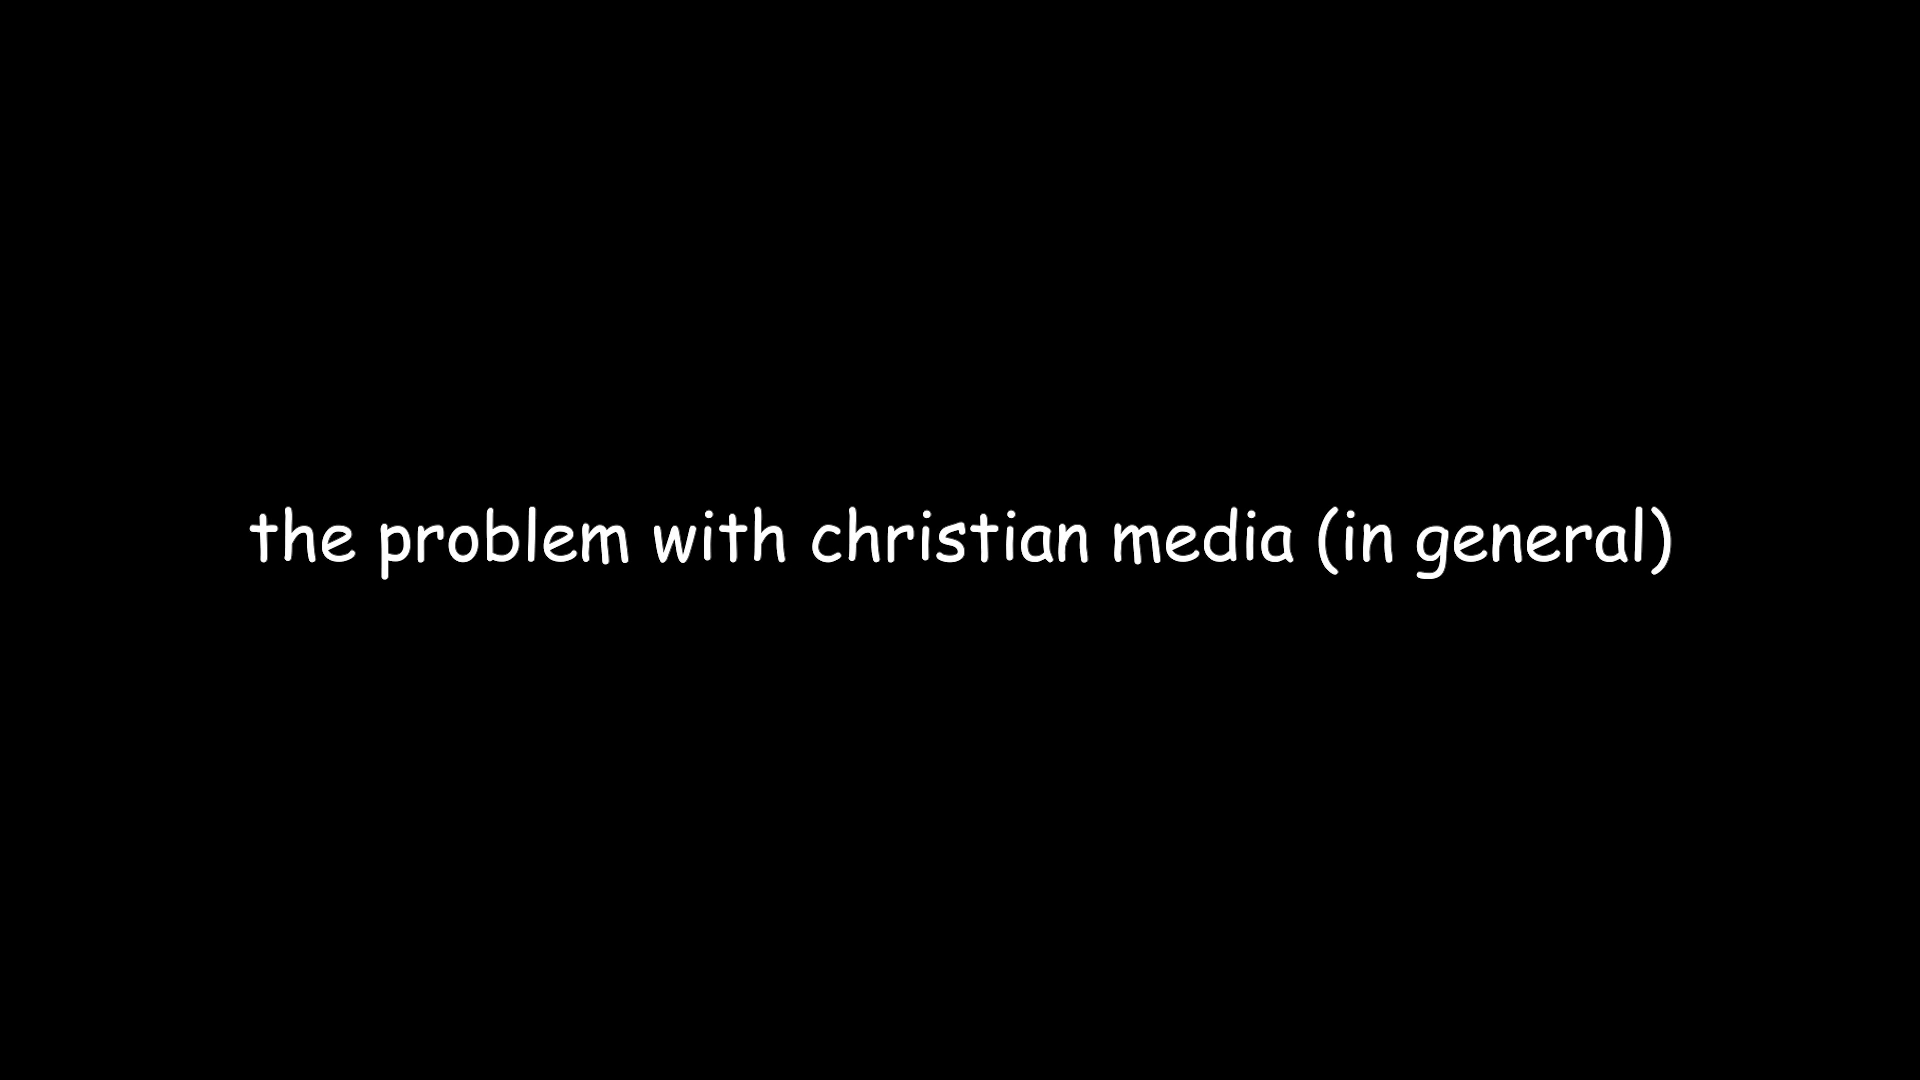 the problem with christian media (in general)